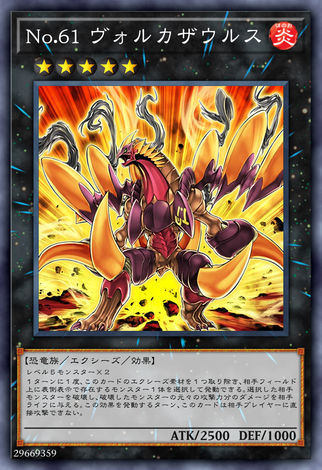 No.61 ヴォルカザウルス
炎
61
【恐竜族／エクシーズ／効果】
レベル５モンスター×２
１ターンに１度、このカードのエクシーズ素材を１つ取り除き、相手フィールド
上に表側表示で存在するモンスター１体を選択して発動できる。選択した相手
モンスターを破壊し、破壊したモンスターの元々の攻撃力分のダメージを相手
ライフに与える。この効果を発動するターン、このカードは相手プレイヤーに直
接攻撃できない。
ATK/2500 DEF/1000
29669359